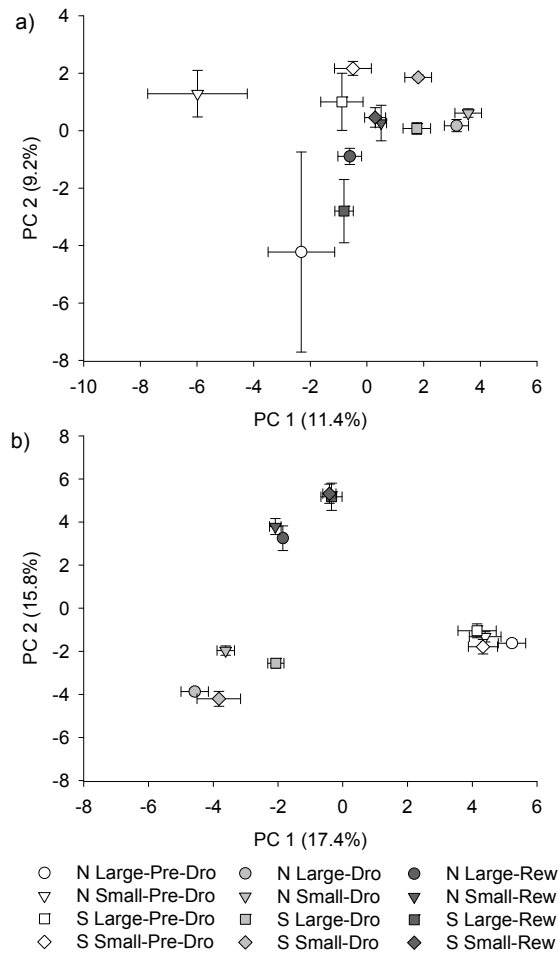 a)
4
2
0
-2
-4
-6
-8
PC 2 (9.2%)
-10 -8 -6 -4 -2 0 2 4 6
PC 1 (11.4%)
b)
8
6
4
2
0
-2
-4
-6
-8
PC 2 (15.8%)
-8 -6 -4 -2 0 2 4 6
PC 1 (17.4%)
N Large-Pre-Dro N Large-Dro N Large-Rew
N Small-Pre-Dro N Small-Dro N Small-Rew
S Large-Pre-Dro S Large-Dro S Large-Rew
S Small-Pre-Dro S Small-Dro S Small-Rew